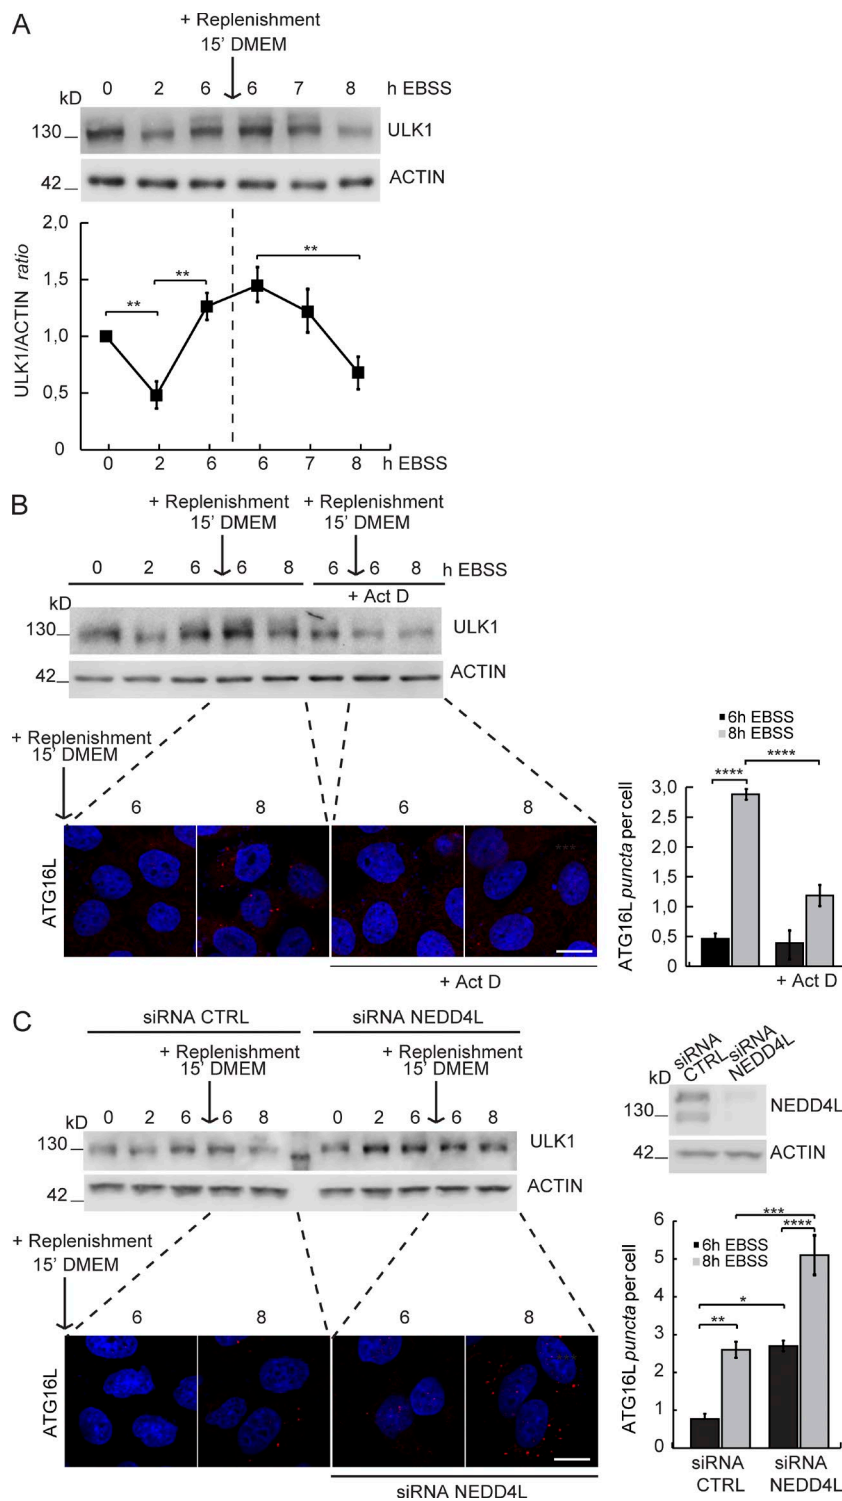 A
+ Replenishment
15' DMEM
0 2 6 6 7 8 h EBSS
kD
130
ULK1
42
ACTIN
2,0
1,5
1,0
0,5
0
ULK1/ACTIN ratio
** ** **
0 2 6 6 7 8 h EBSS
B
+ Replenishment + Replenishment
15' DMEM 15' DMEM
0 2 6 6 8 6 6 8 h EBSS
+ Act D
kD
130
ULK1
42
ACTIN
+ Replenishment
15' DMEM
6 8 6 8
ATG16L
+ Act D
6h EBSS
8h EBSS
**** ****
3,0
2,5
2,0
1,5
1,0
0,5
0
ATG16L puncta per cell
+ Act D
C
siRNA CTRL siRNA NEDD4L
+ Replenishment + Replenishment
15' DMEM 15' DMEM
0 2 6 6 8 0 2 6 6 8
kD
130
ULK1
42
ACTIN
siRNA CTRL
siRNA NEDD4L
kD
130
NEDD4L
42
ACTIN
+ Replenishment
15' DMEM
6 8 6 8
ATG16L
siRNA NEDD4L
6h EBSS
8h EBSS
*** **** * **
6
5
4
3
2
1
0
ATG16L puncta per cell
siRNA siRNA
CTRL NEDD4L